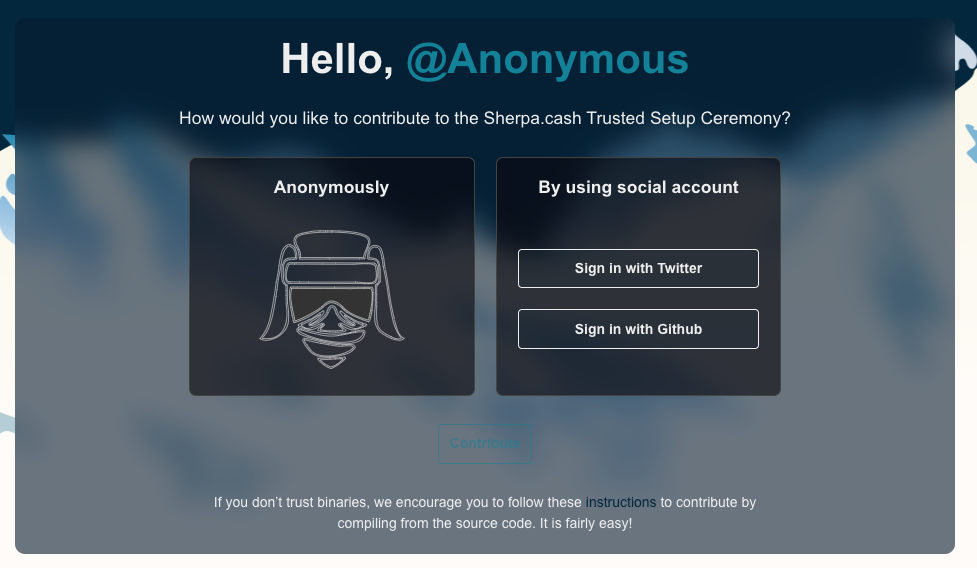 Hello, @Anonymous
How would you like to contribute to the Sherpa.cash Trusted Setup Ceremony?
Anonymously
By using social account
Sign in with Twitter
Sign in with Github
Contribute
If you don’t trust binaries, we encourage you to follow these instructions to contribute by
compiling from the source code. It is fairly easy!